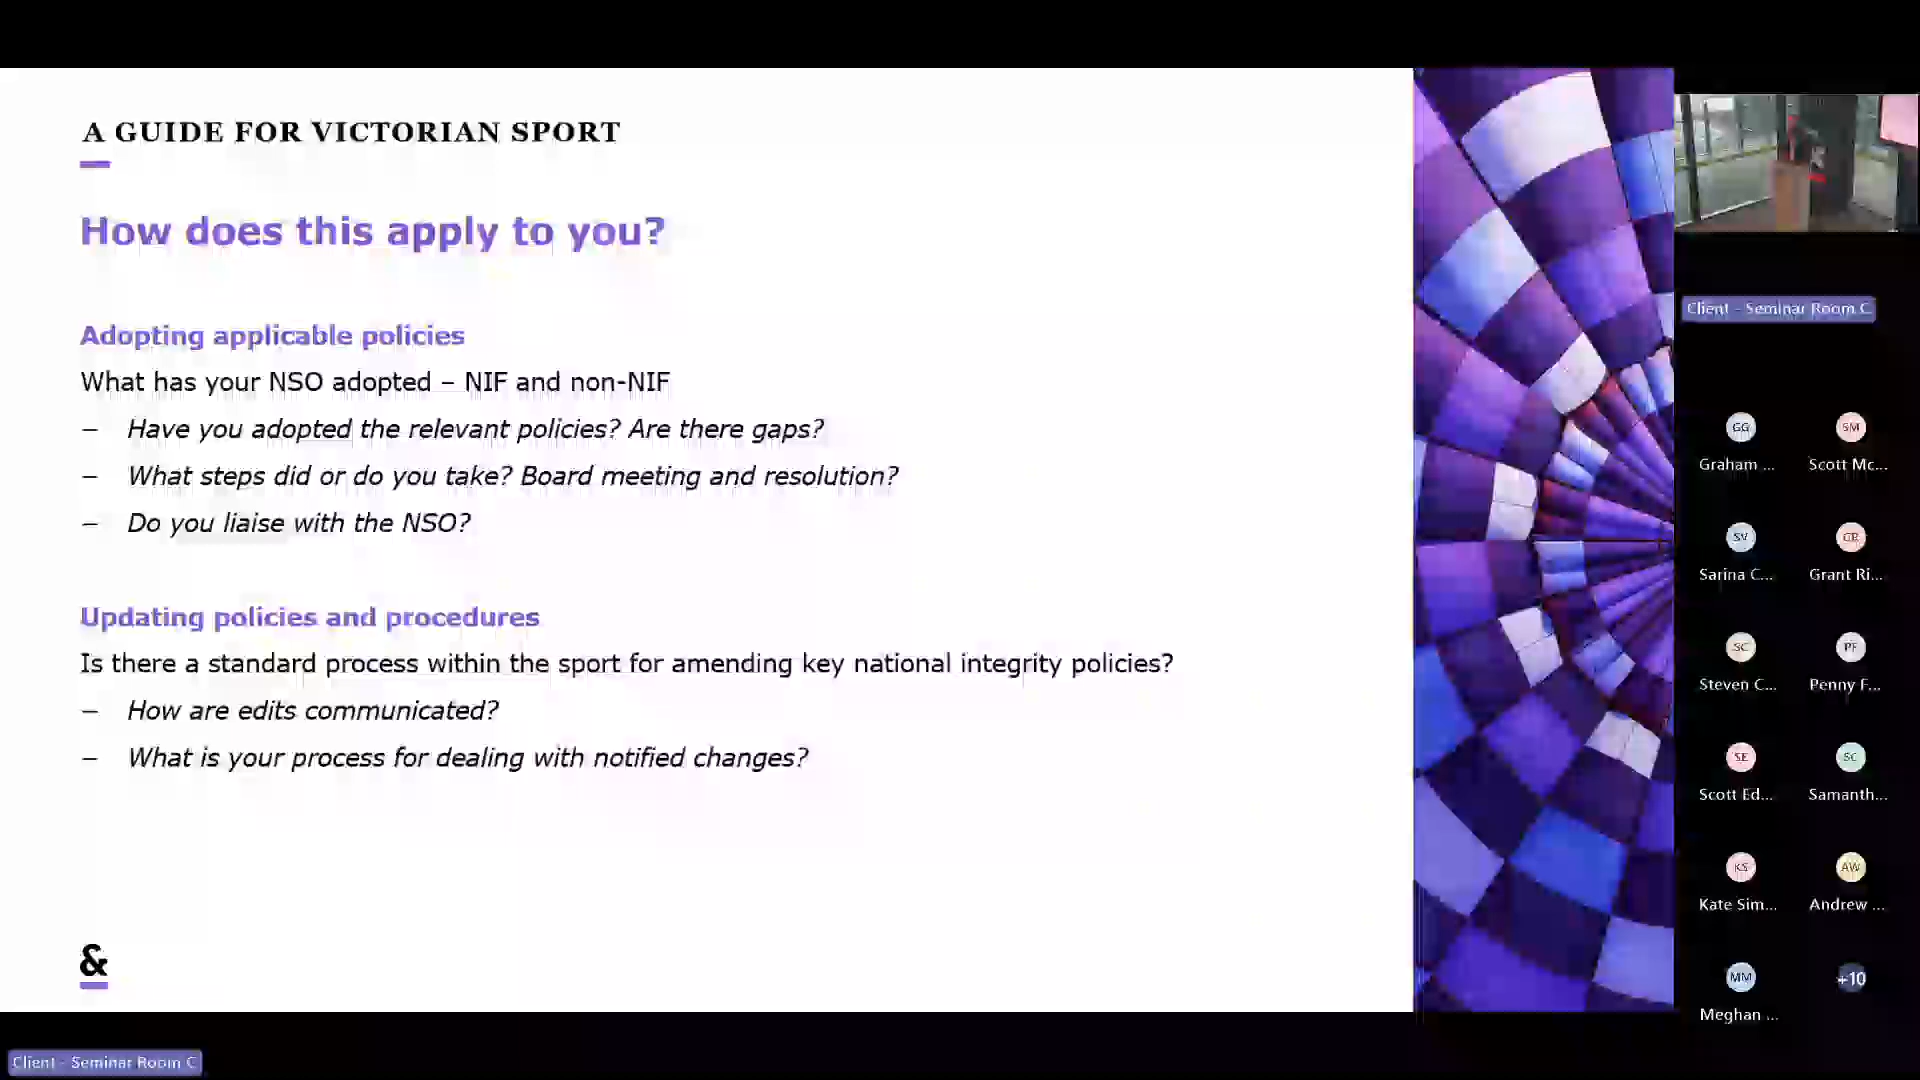 A GUIDE FOR VICTORIAN SPORT
How does this apply to you?
Adopting applicable policies
What has your NSO adopted – NIF and non-NIF
– Have you adopted the relevant policies? Are there gaps?
– What steps did or do you take? Board meeting and resolution?
– Do you liaise with the NSO?
Updating policies and procedures
Is there a standard process within the sport for amending key national integrity policies?
– How are edits communicated?
– What is your process for dealing with notified changes?
&
Client - Seminar Room C
Client - Seminar Room C
GG
SM
Graham ...
Scott Mc...
SV
GR
Sarina C...
Grant Ri...
SC
PF
Steven C...
Penny F...
SE
SC
Scott Ed...
Samanth...
KS
AW
Kate Sim...
Andrew ...
MM
+10
Meghan ...